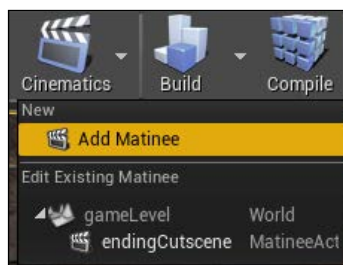 Cinematics Build Compile
New
Add Matinee
Edit Existing Matinee
gameLevel World
endingCutscene MatineeAct